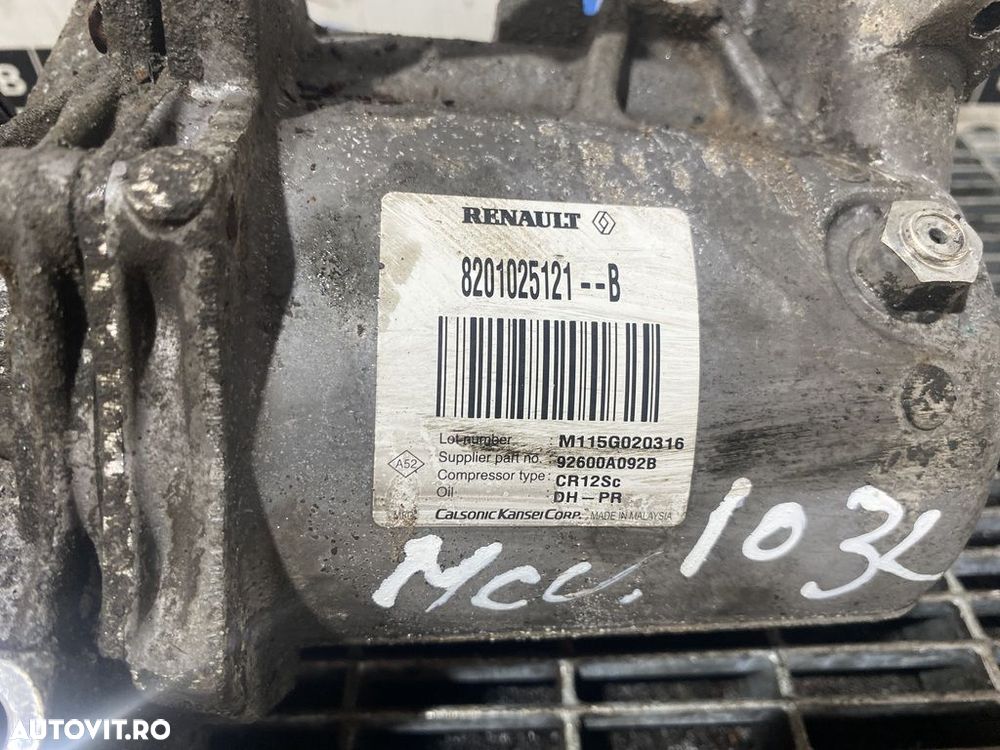 8
RENAULT
8201025121--B
Lot number : M115G020316
Supplier part no. : 92600A092B
Compressor type : CR12Sc
Oil : DH-PR
A52
CALSONIC KANSEI CORP. MADE IN MALAYSIA
103
AUTOVIT.RO